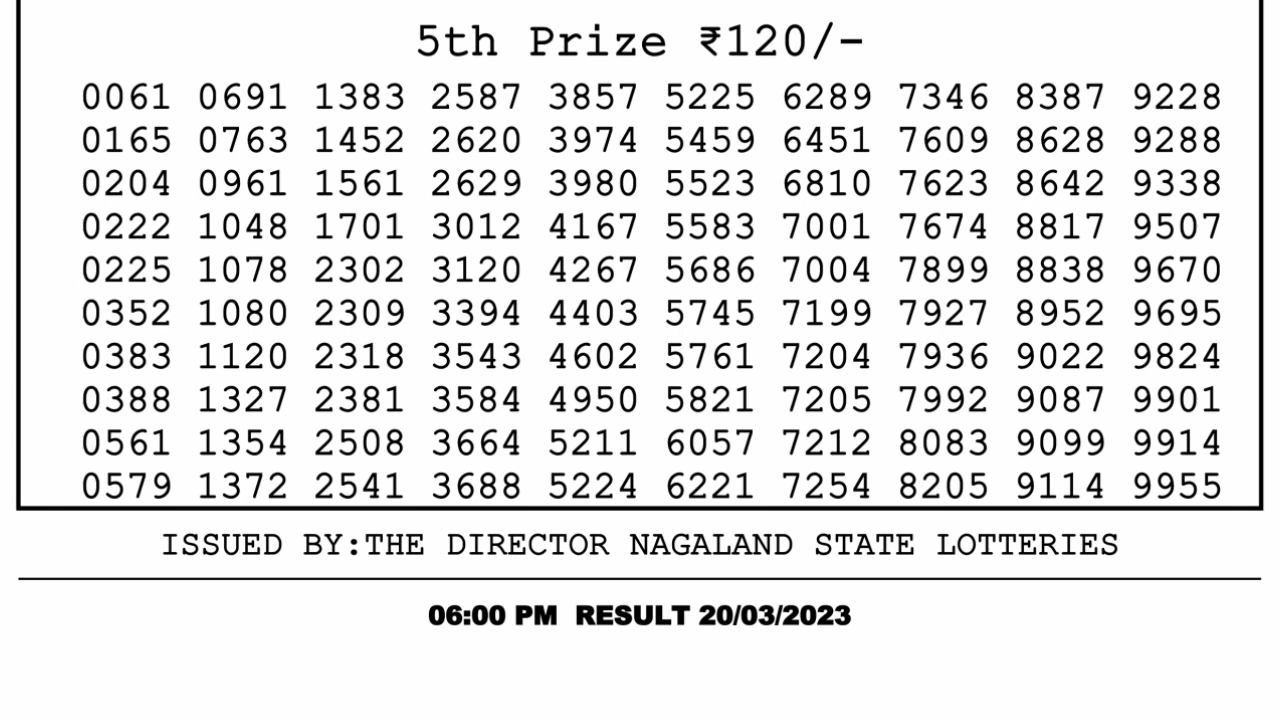 5th Prize ₹120/-
0061 0691 1383 2587 3857 5225 6289 7346 8387 9228
0165 0763 1452 2620 3974 5459 6451 7609 8628 9288
0204 0961 1561 2629 3980 5523 6810 7623 8642 9338
0222 1048 1701 3012 4167 5583 7001 7674 8817 9507
0225 1078 2302 3120 4267 5686 7004 7899 8838 9670
0352 1080 2309 3394 4403 5745 7199 7927 8952 9695
0383 1120 2318 3543 4602 5761 7204 7936 9022 9824
0388 1327 2381 3584 4950 5821 7205 7992 9087 9901
0561 1354 2508 3664 5211 6057 7212 8083 9099 9914
0579 1372 2541 3688 5224 6221 7254 8205 9114 9955
ISSUED BY:THE DIRECTOR NAGALAND STATE LOTTERIES
06:00 PM RESULT 20/03/2023